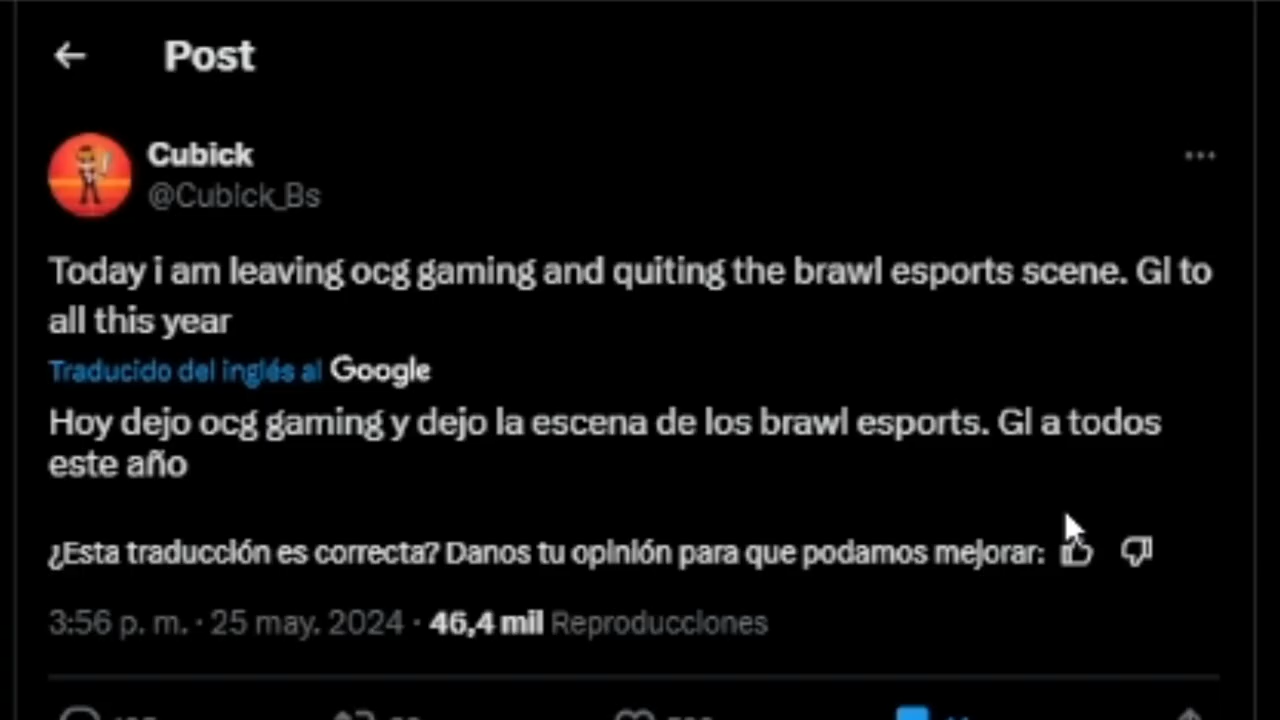 Post
Cubick
@Cubick_Bs
Today i am leaving ocg gaming and quiting the brawl esports scene. Gl to
all this year
Traducido del inglés al Google
Hoy dejo ocg gaming y dejo la escena de los brawl esports. Gl a todos
este año
¿Esta traducción es correcta? Danos tu opinión para que podamos mejorar:
3:56 p. m. · 25 may. 2024 · 46,4 mil Reproducciones